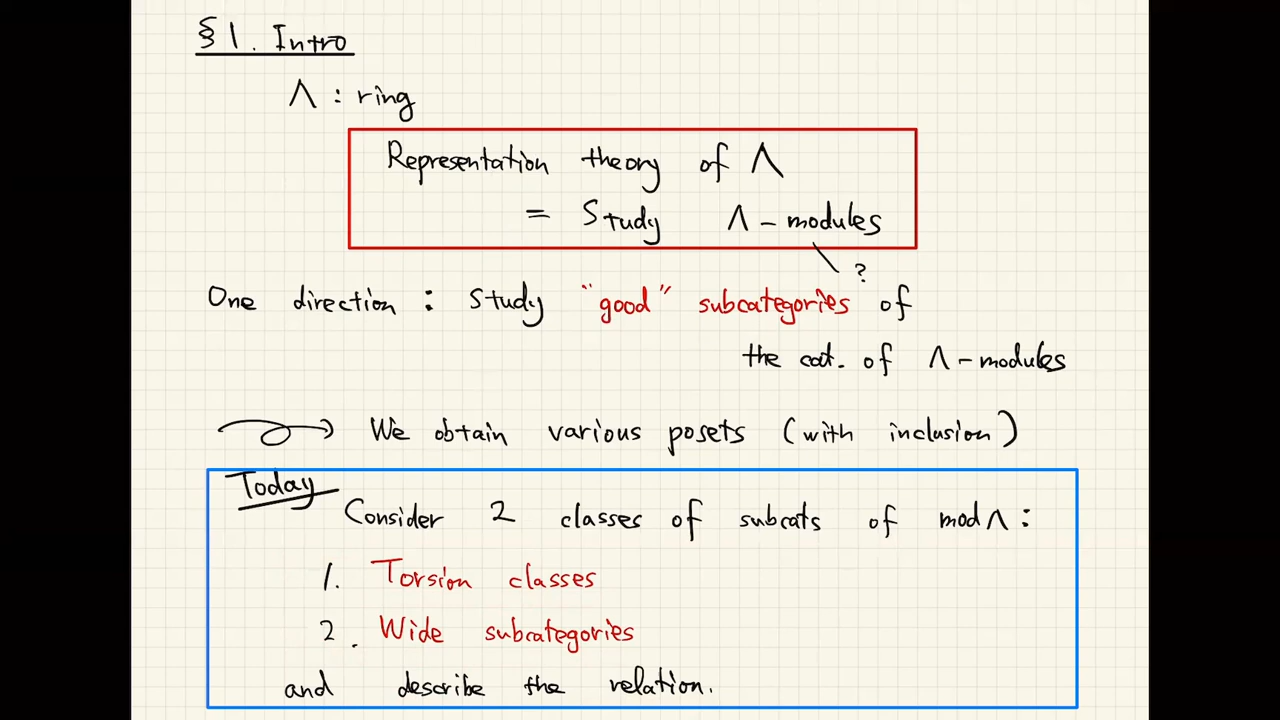 §1. Intro
Λ : ring
Representation theory of Λ
= Study Λ-modules
?
One direction : Study "good" subcategories of
the cat. of Λ-modules
We obtain various posets (with inclusion)
Today
Consider 2 classes of subcats of modΛ :
1. Torsion classes
2. Wide subcategories
and describe the relation.